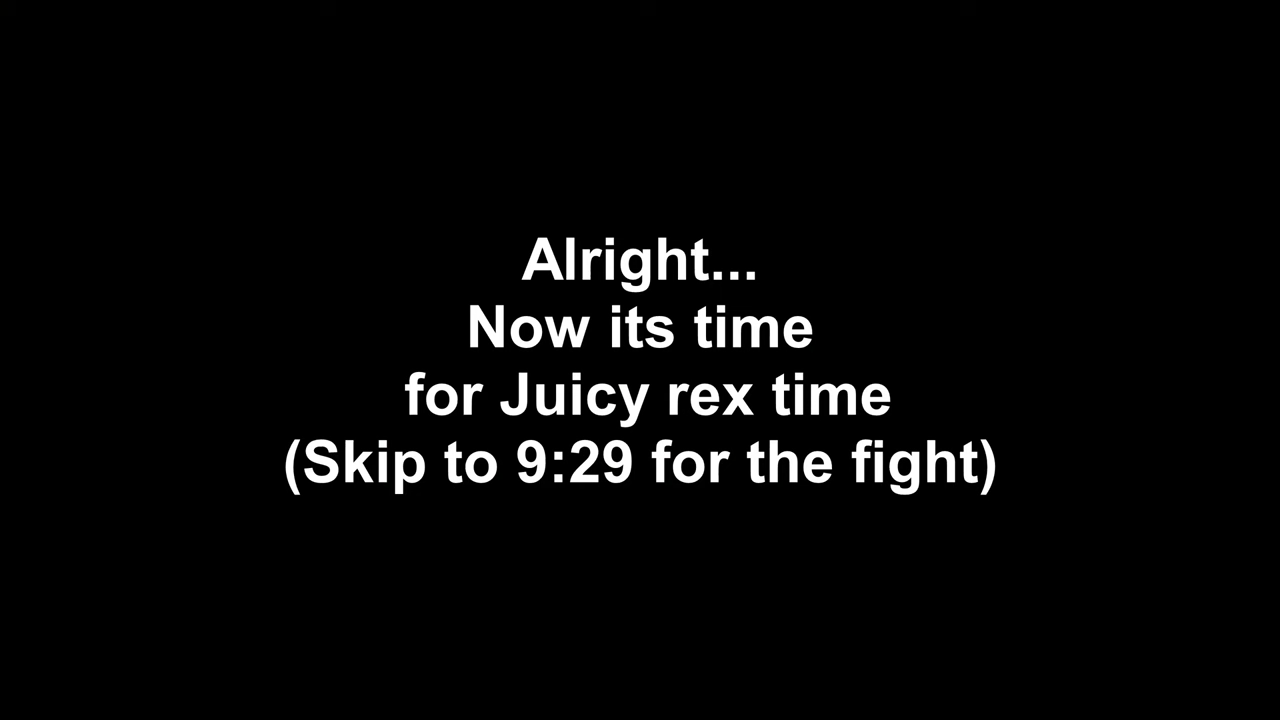 Alright...
Now its time
for Juicy rex time
(Skip to 9:29 for the fight)